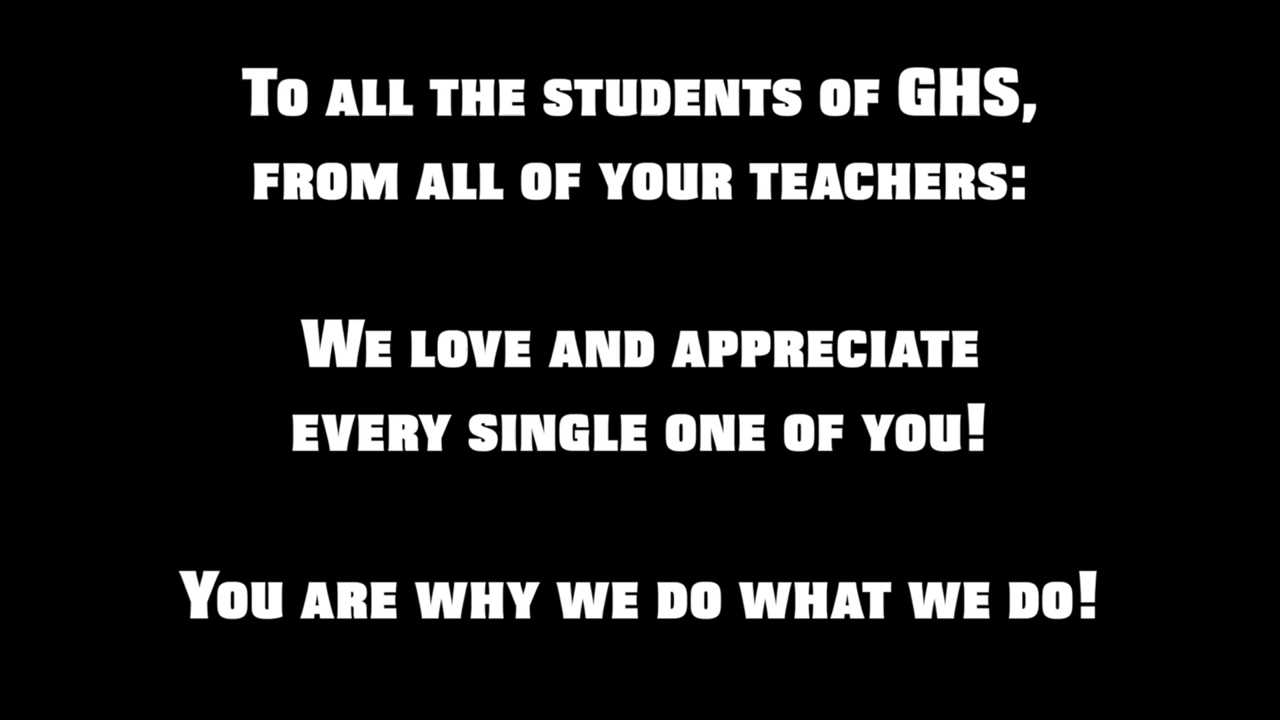 To all the students of GHS,
from all of your teachers:
We love and appreciate
every single one of you!
You are why we do what we do!